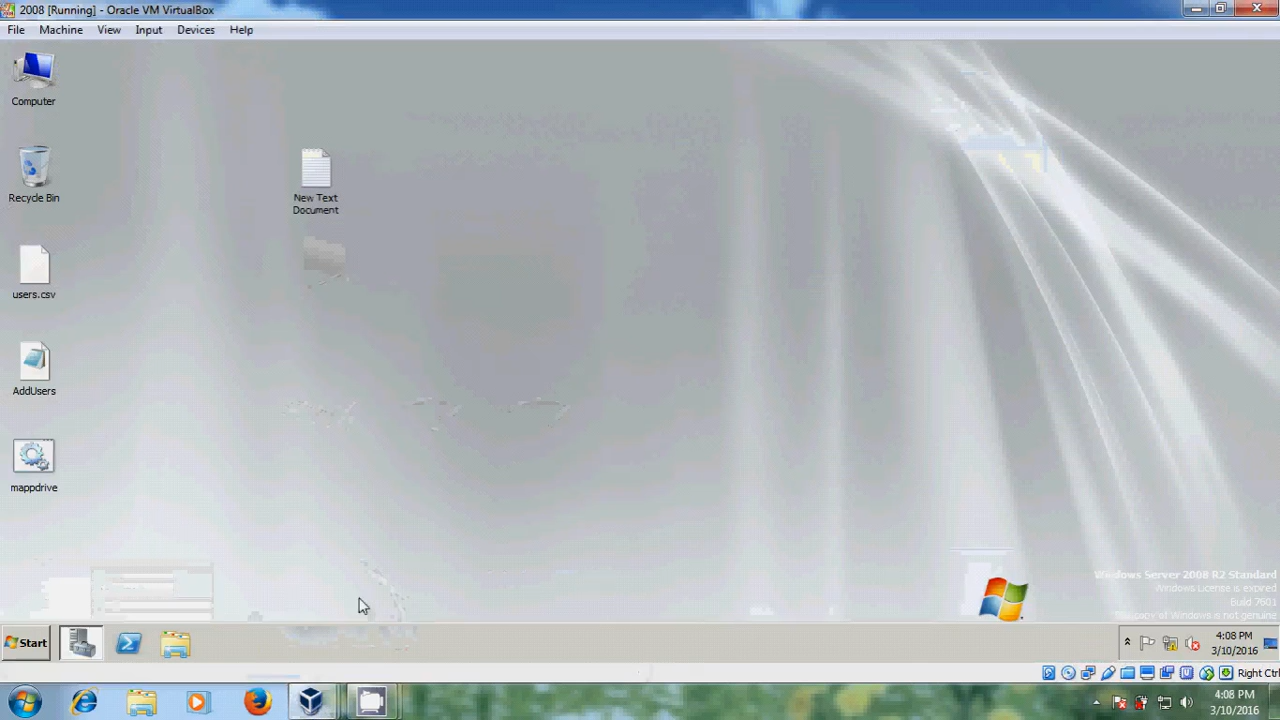 2008 [Running] - Oracle VM VirtualBox
File Machine View Input Devices Help
Computer
Recycle Bin
New Text
Document
users.csv
AddUsers
mappdrive
Windows Server 2008 R2 Standard
Windows License is expired
Build 7601
This copy of Windows is not genuine
Start
4:08 PM
3/10/2016
Right Ctrl
4:08 PM
3/10/2016